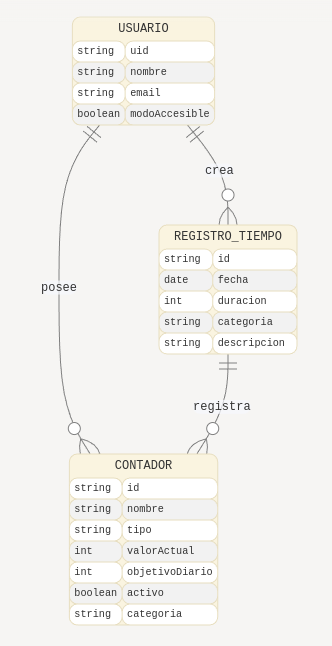 USUARIO
string uid
string nombre
string email
boolean modoAccesible
crea
REGISTRO_TIEMPO
string id
date fecha
int duracion
string categoria
string descripcion
posee
registra
CONTADOR
string id
string nombre
string tipo
int valorActual
int objetivoDiario
boolean activo
string categoria